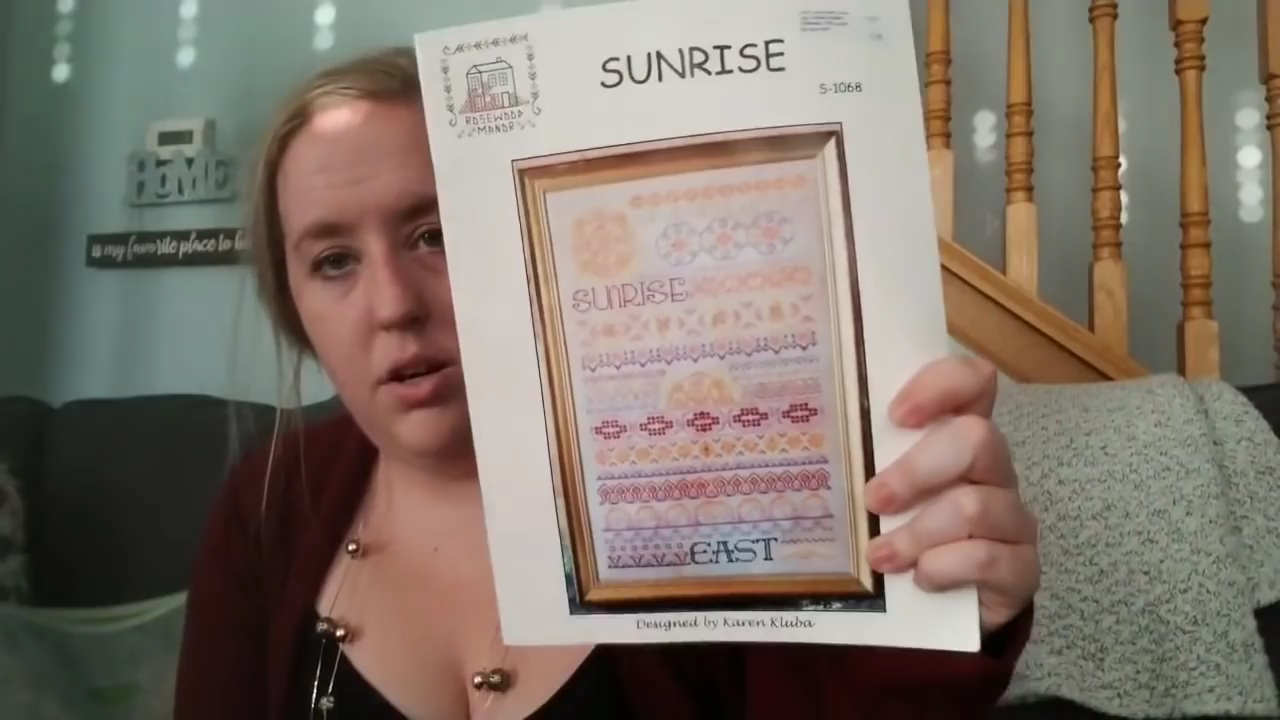 HOME
is my favorite place to b
ROSEWOOD
MANOR
SUNRISE
S-1068
SUNRISE
EAST
Designed by Karen Kluba